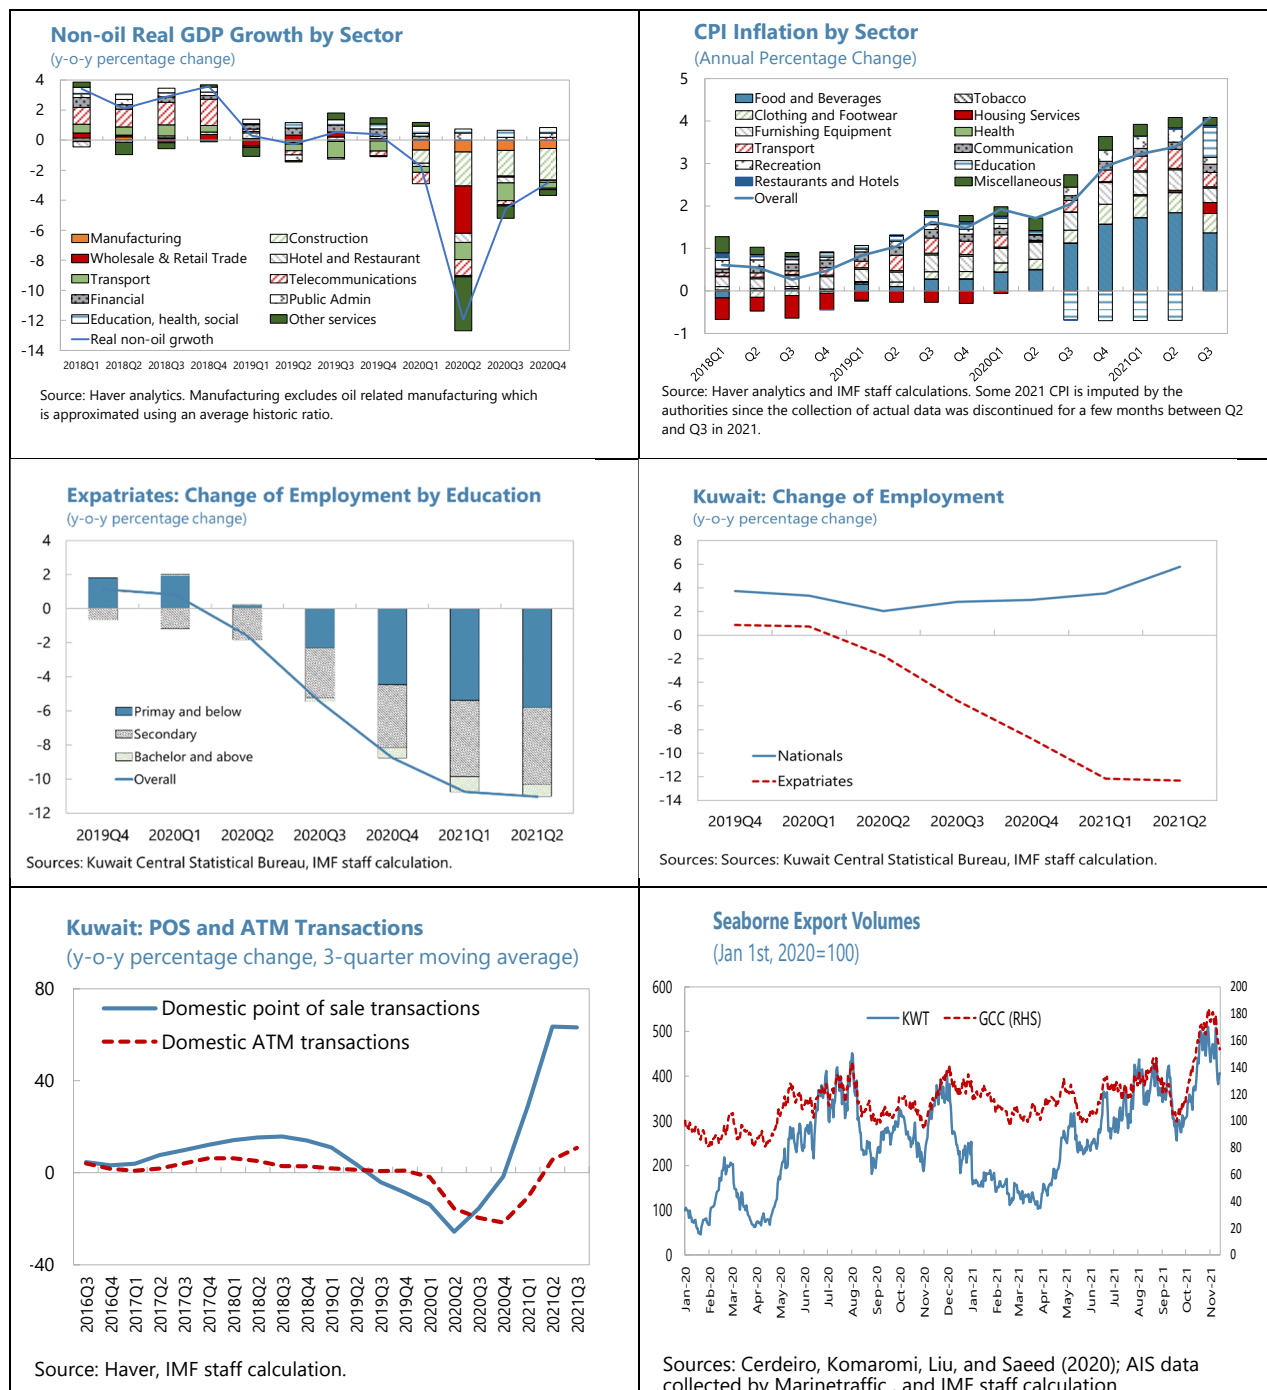 Non-oil Real GDP Growth by Sector
(y-o-y percentage change)
4
2
0
-2
-4
-6
-8
-10
-12
-14
Manufacturing
Construction
Wholesale & Retail Trade
Hotel and Restaurant
Transport
Telecommunications
Financial
Public Admin
Education, health, social
Other services
Real non-oil grwoth
2018Q1 2018Q2 2018Q3 2018Q4 2019Q1 2019Q2 2019Q3 2019Q4 2020Q1 2020Q2 2020Q3 2020Q4
Source: Haver analytics. Manufacturing excludes oil related manufacturing which
is approximated using an average historic ratio.
CPI Inflation by Sector
(Annual Percentage Change)
5
4
3
2
1
0
-1
Food and Beverages
Tobacco
Clothing and Footwear
Housing Services
Furnishing Equipment
Health
Transport
Communication
Recreation
Education
Restaurants and Hotels
Miscellaneous
Overall
2018Q1 Q2 Q3 Q4 2019Q1 Q2 Q3 Q4 2020Q1 Q2 Q3 Q4 2021Q1 Q2 Q3
Source: Haver analytics and IMF staff calculations. Some 2021 CPI is imputed by the
authorities since the collection of actual data was discontinued for a few months between Q2
and Q3 in 2021.
Expatriates: Change of Employment by Education
(y-o-y percentage change)
4
2
0
-2
-4
-6
-8
-10
-12
Primay and below
Secondary
Bachelor and above
Overall
2019Q4 2020Q1 2020Q2 2020Q3 2020Q4 2021Q1 2021Q2
Sources: Kuwait Central Statistical Bureau, IMF staff calculation.
Kuwait: Change of Employment
(y-o-y percentage change)
8
6
4
2
0
-2
-4
-6
-8
-10
-12
-14
Nationals
Expatriates
2019Q4 2020Q1 2020Q2 2020Q3 2020Q4 2021Q1 2021Q2
Sources: Sources: Kuwait Central Statistical Bureau, IMF staff calculation.
Kuwait: POS and ATM Transactions
(y-o-y percentage change, 3-quarter moving average)
80
40
0
-40
Domestic point of sale transactions
Domestic ATM transactions
2016Q3 2016Q4 2017Q1 2017Q2 2017Q3 2017Q4 2018Q1 2018Q2 2018Q3 2018Q4 2019Q1 2019Q2 2019Q3 2019Q4 2020Q1 2020Q2 2020Q3 2020Q4 2021Q1 2021Q2 2021Q3
Source: Haver, IMF staff calculation.
Seaborne Export Volumes
(Jan 1st, 2020=100)
600
500
400
300
200
100
0
KWT
GCC (RHS)
200
180
160
140
120
100
80
60
40
20
0
Jan-20 Feb-20 Mar-20 Apr-20 May-20 Jun-20 Jul-20 Aug-20 Sep-20 Oct-20 Nov-20 Dec-20 Jan-21 Feb-21 Mar-21 Apr-21 May-21 Jun-21 Jul-21 Aug-21 Sep-21 Oct-21 Nov-21
Sources: Cerdeiro, Komaromi, Liu, and Saeed (2020); AIS data
collected by Marinetraffic , and IMF staff calculation